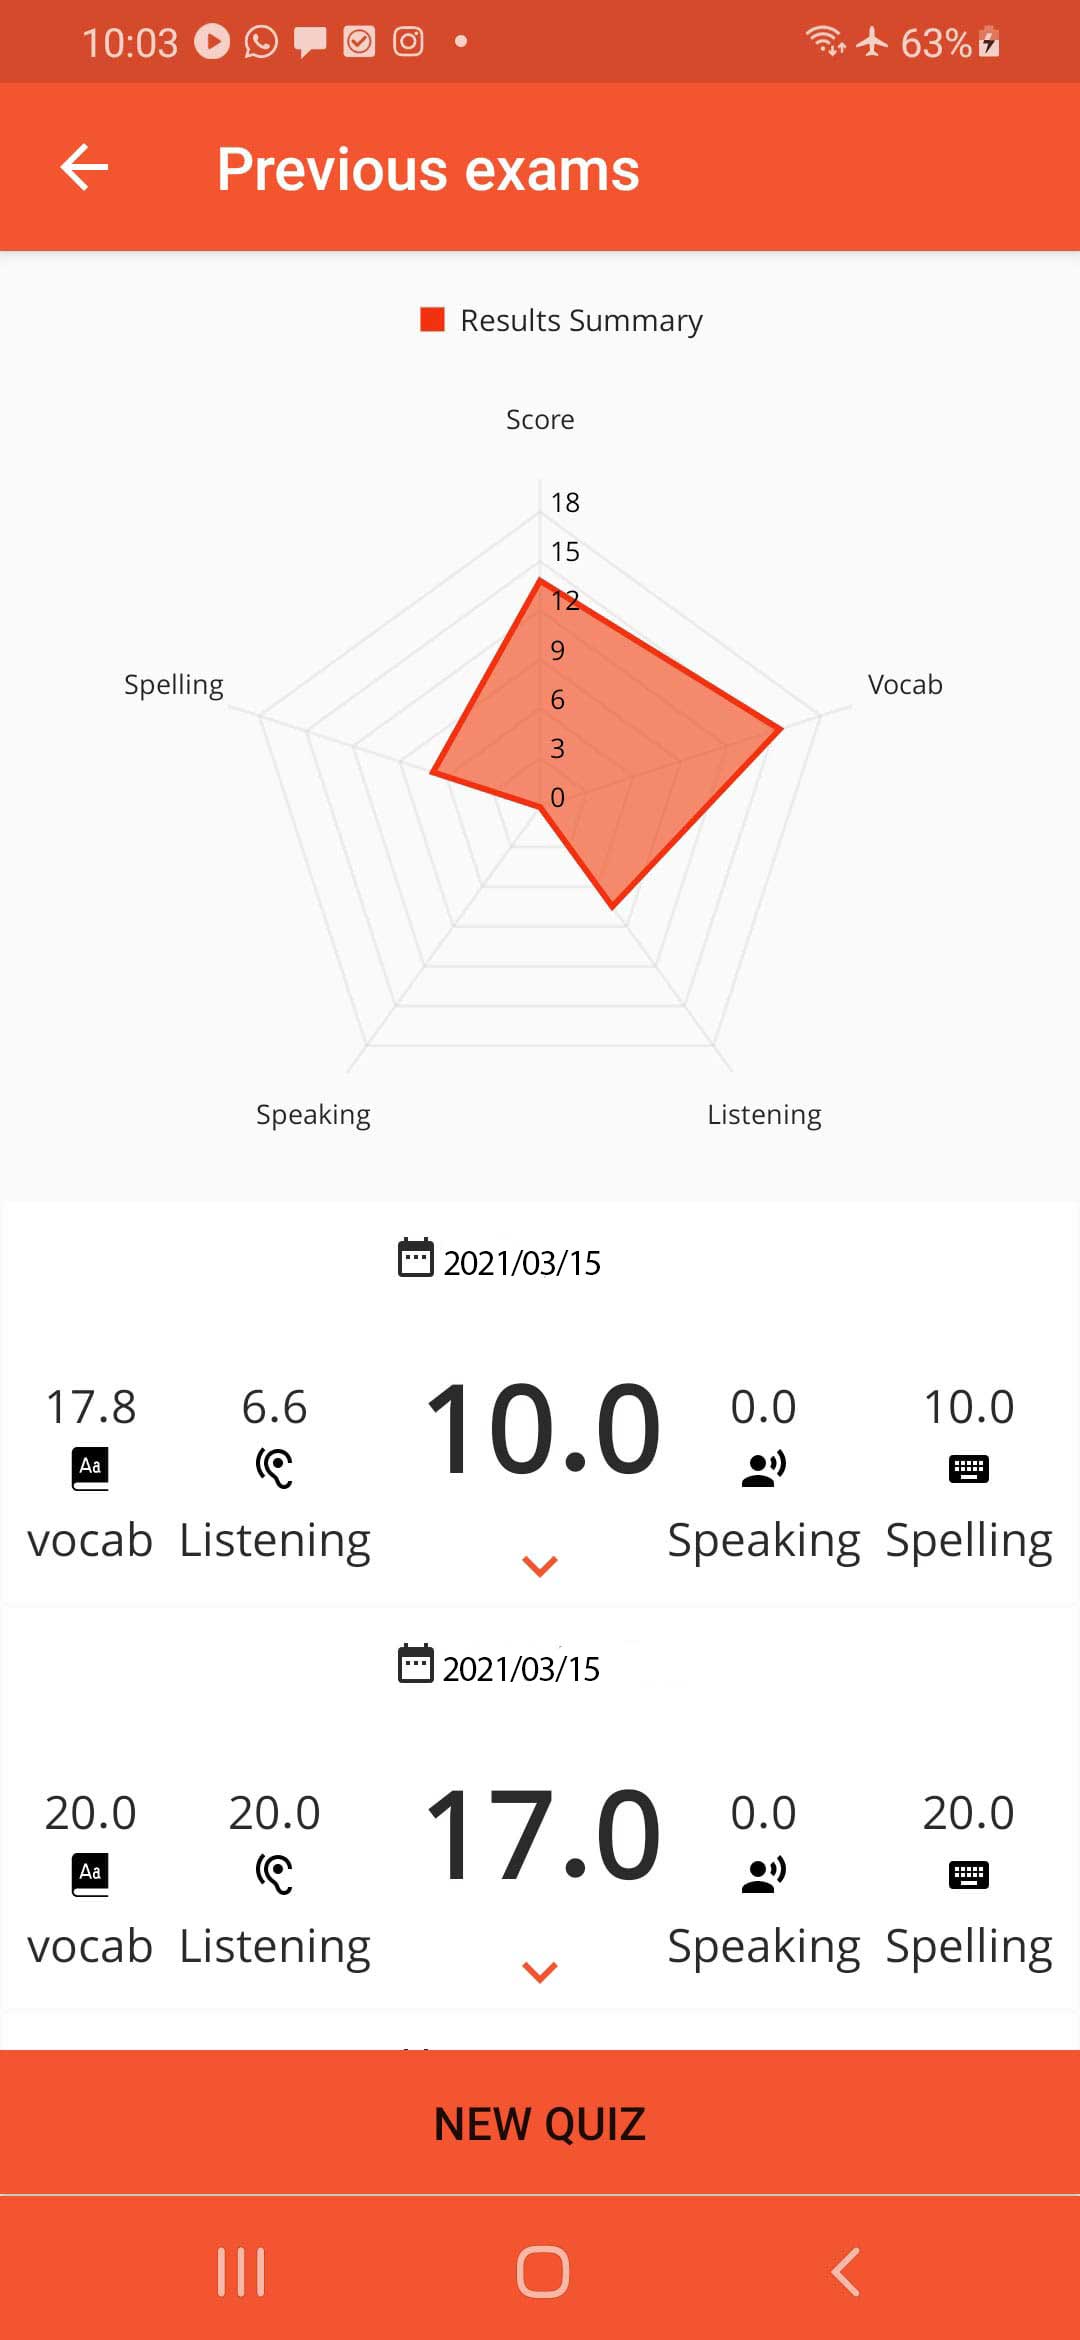 10:03 63%
Previous exams
Results Summary
Score
18
15
12
9
6
3
0
Spelling
Vocab
Speaking
Listening
2021/03/15
17.8 6.6 10.0 0.0 10.0
Aa
vocab Listening Speaking Spelling
2021/03/15
20.0 20.0 17.0 0.0 20.0
Aa
vocab Listening Speaking Spelling
NEW QUIZ